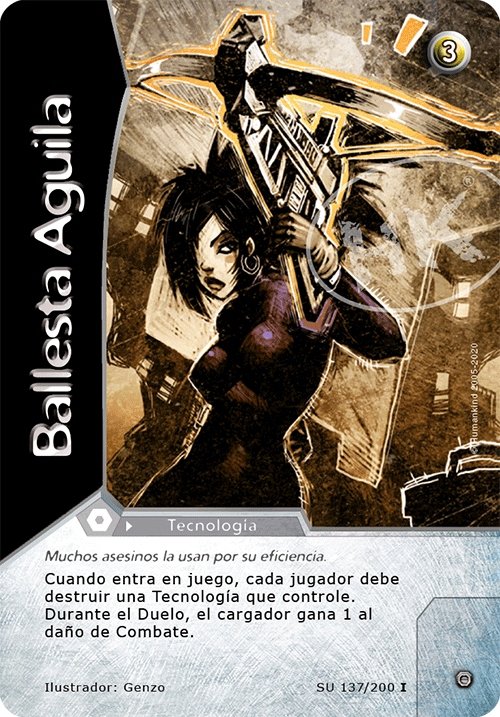 3
Ballesta Aguila
HK
®
© Humankind 2005-2020
Tecnología
Muchos asesinos la usan por su eficiencia.
Cuando entra en juego, cada jugador debe
destruir una Tecnología que controle.
Durante el Duelo, el cargador gana 1 al
daño de Combate.
Ilustrador: Genzo
SU 137/200 I